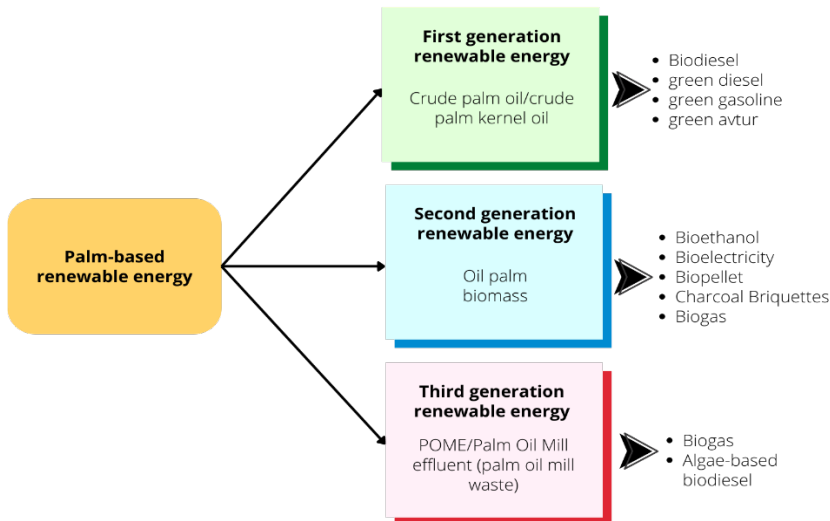 Palm-based
renewable energy
First generation
renewable energy
Crude palm oil/crude
palm kernel oil
• Biodiesel
• green diesel
• green gasoline
• green avtur
Second generation
renewable energy
Oil palm
biomass
• Bioethanol
• Bioelectricity
• Biopellet
• Charcoal Briquettes
• Biogas
Third generation
renewable energy
POME/Palm Oil Mill
effluent (palm oil mill
waste)
• Biogas
• Algae-based
biodiesel